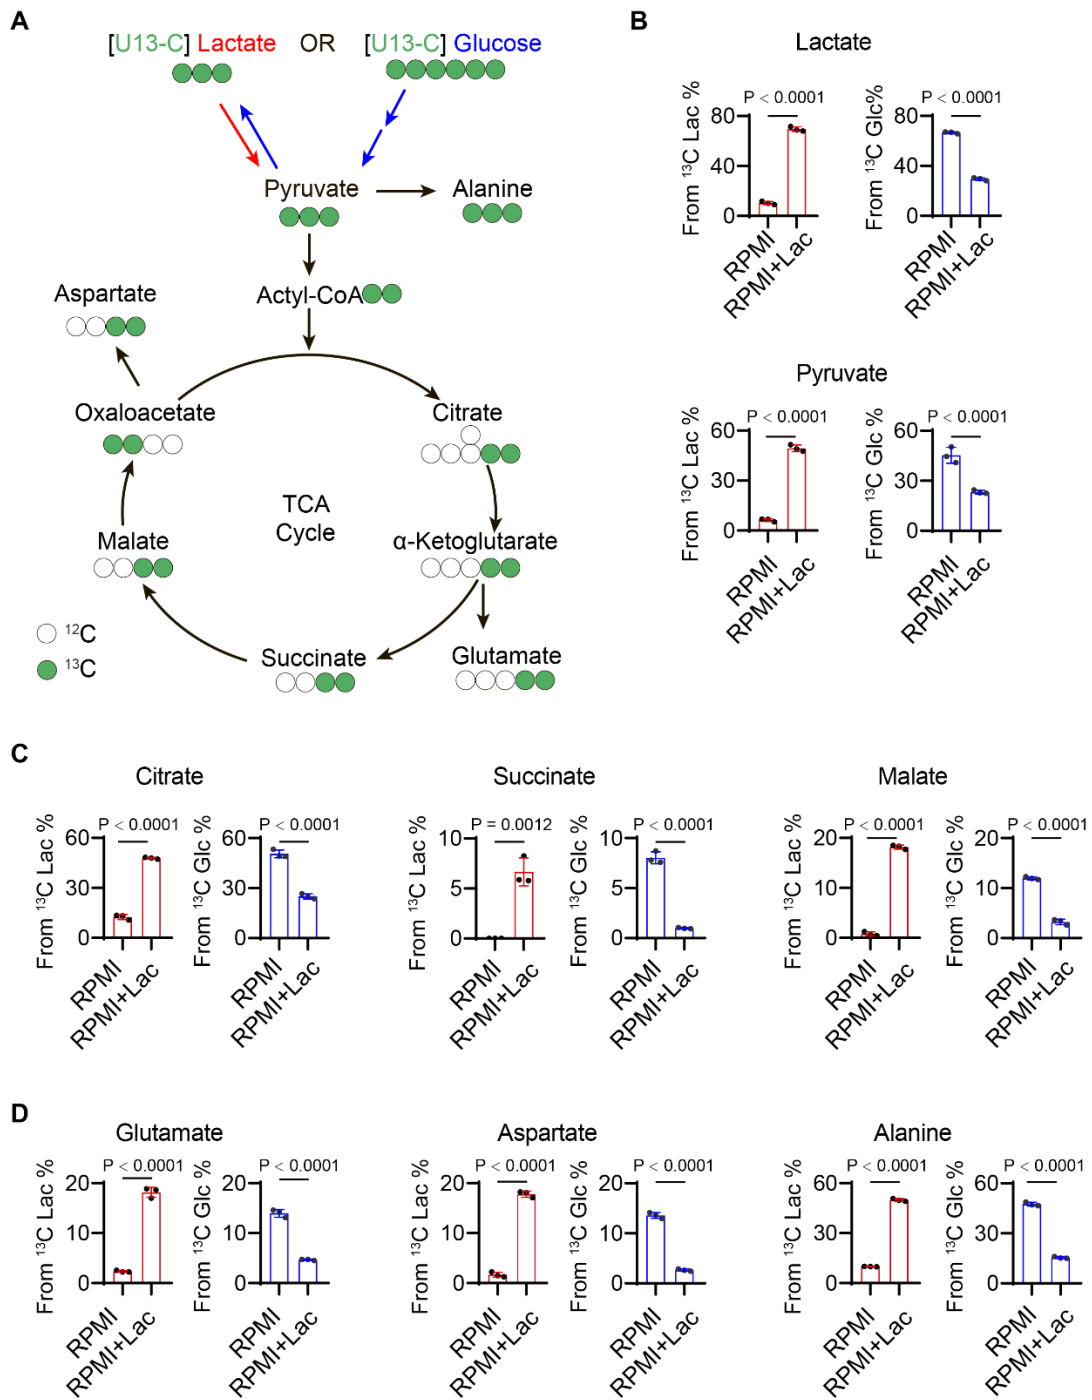 A
[U13-C] Lactate OR [U13-C] Glucose
Pyruvate
Alanine
Actyl-CoA
Aspartate
Oxaloacetate
Citrate
TCA
Cycle
Malate
α-Ketoglutarate
¹²C
¹³C
Succinate
Glutamate
B
Lactate
P < 0.0001
From ¹³C Lac %
80
40
0
RPMI
RPMI+Lac
P < 0.0001
From ¹³C Glc%
80
40
0
RPMI
RPMI+Lac
Pyruvate
P < 0.0001
From ¹³C Lac %
60
30
0
RPMI
RPMI+Lac
P < 0.0001
From ¹³C Glc %
60
30
0
RPMI
RPMI+Lac
C
Citrate
P < 0.0001
From ¹³C Lac %
60
30
0
RPMI
RPMI+Lac
P < 0.0001
From ¹³C Glc %
60
30
0
RPMI
RPMI+Lac
Succinate
P = 0.0012
From ¹³C Lac %
10
5
0
RPMI
RPMI+Lac
P < 0.0001
From ¹³C Glc %
10
5
0
RPMI
RPMI+Lac
Malate
P < 0.0001
From ¹³C Lac %
20
10
0
RPMI
RPMI+Lac
P < 0.0001
From ¹³C Glc %
20
10
0
RPMI
RPMI+Lac
D
Glutamate
P < 0.0001
From ¹³C Lac %
20
10
0
RPMI
RPMI+Lac
P < 0.0001
From ¹³C Glc %
20
10
0
RPMI
RPMI+Lac
Aspartate
P < 0.0001
From ¹³C Lac %
20
10
0
RPMI
RPMI+Lac
P < 0.0001
From ¹³C Glc %
20
10
0
RPMI
RPMI+Lac
Alanine
P < 0.0001
From ¹³C Lac %
60
30
0
RPMI
RPMI+Lac
P < 0.0001
From ¹³C Glc %
60
30
0
RPMI
RPMI+Lac